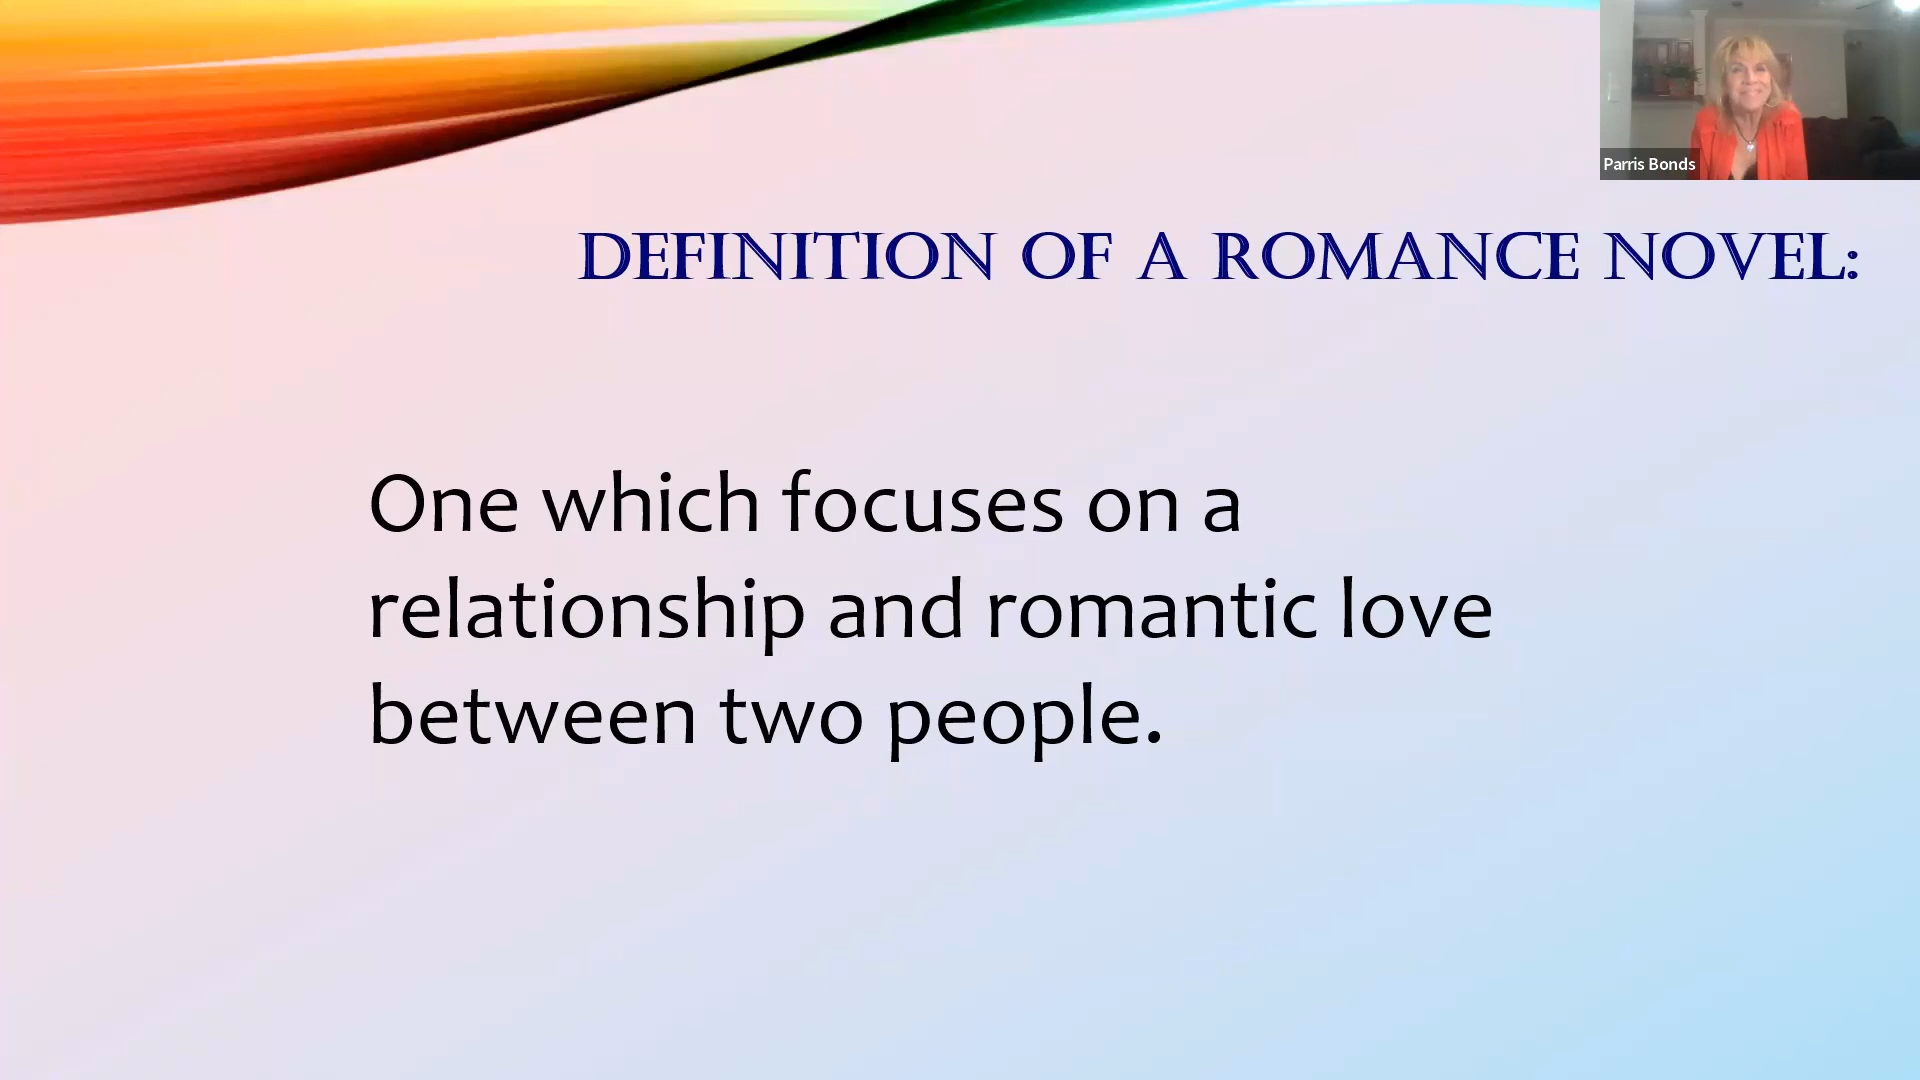 Parris Bonds
DEFINITION OF A ROMANCE NOVEL:
One which focuses on a
relationship and romantic love
between two people.